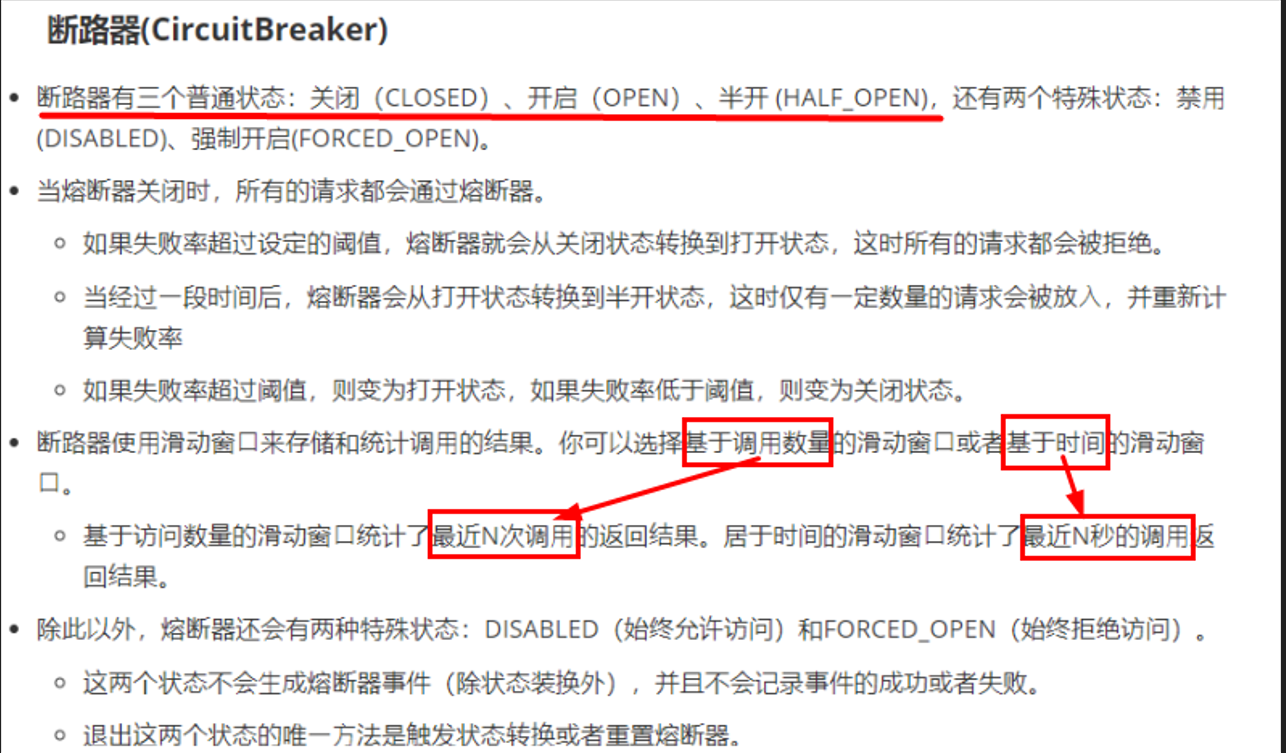 断路器(CircuitBreaker)
断路器有三个普通状态：关闭（CLOSED）、开启（OPEN）、半开 (HALF_OPEN)，还有两个特殊状态：禁用
(DISABLED)、强制开启(FORCED_OPEN)。
当熔断器关闭时，所有的请求都会通过熔断器。
如果失败率超过设定的阈值，熔断器就会从关闭状态转换到打开状态，这时所有的请求都会被拒绝。
当经过一段时间后，熔断器会从打开状态转换到半开状态，这时仅有一定数量的请求会被放入，并重新计
算失败率
如果失败率超过阈值，则变为打开状态，如果失败率低于阈值，则变为关闭状态。
断路器使用滑动窗口来存储和统计调用的结果。你可以选择基于调用数量的滑动窗口或者基于时间的滑动窗
口。
基于访问数量的滑动窗口统计了最近N次调用的返回结果。居于时间的滑动窗口统计了最近N秒的调用返
回结果。
除此以外，熔断器还会有两种特殊状态：DISABLED（始终允许访问）和FORCED_OPEN（始终拒绝访问）。
这两个状态不会生成熔断器事件（除状态装换外），并且不会记录事件的成功或者失败。
退出这两个状态的唯一方法是触发状态转换或者重置熔断器。